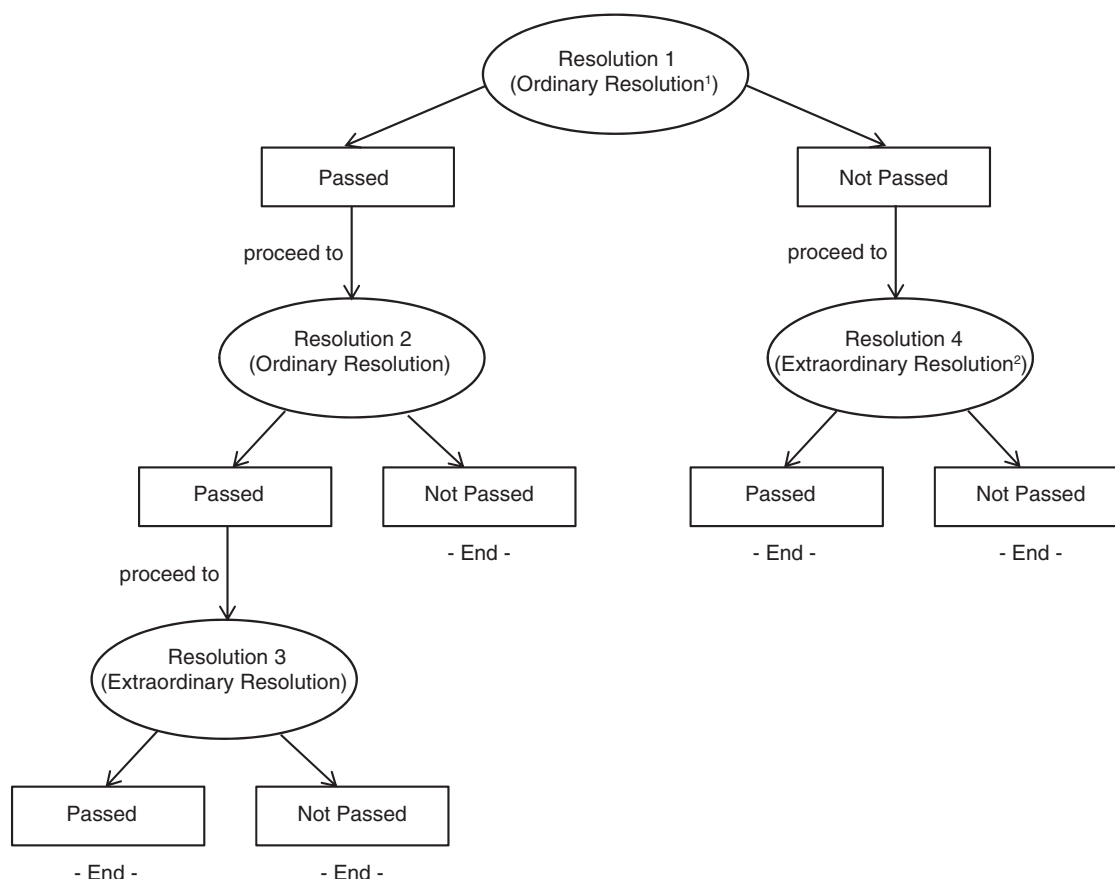 Resolution 1
(Ordinary Resolution¹)
Passed
Not Passed
proceed to
proceed to
Resolution 2
(Ordinary Resolution)
Resolution 4
(Extraordinary Resolution²)
Passed
Not Passed
Passed
Not Passed
- End -
- End -
- End -
proceed to
Resolution 3
(Extraordinary Resolution)
Passed
Not Passed
- End -
- End -